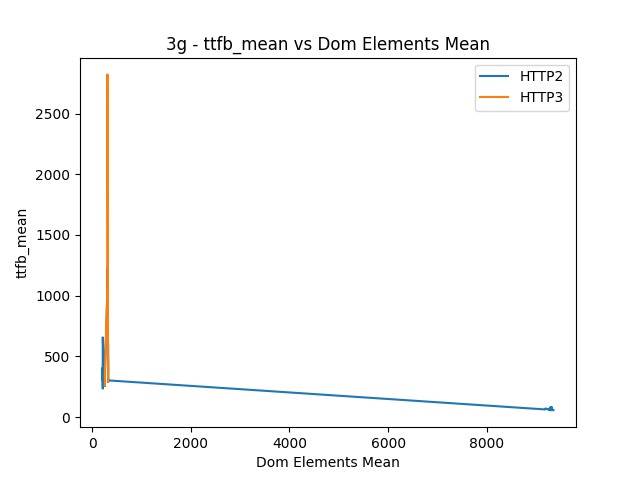 3g - ttfb_mean vs Dom Elements Mean
HTTP2
HTTP3
2500
2000
1500
1000
500
0
ttfb_mean
0 2000 4000 6000 8000
Dom Elements Mean